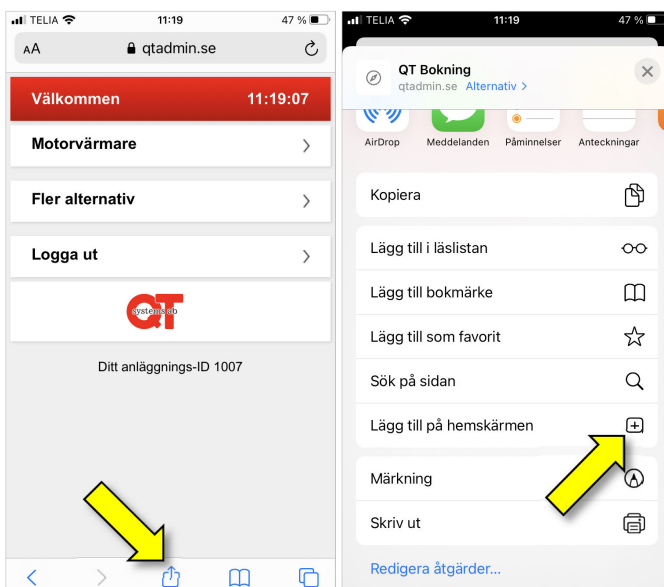 TELIA 11:19 47 %
AA qtadmin.se
Välkommen 11:19:07
Motorvärmare
Fler alternativ
Logga ut
QT
systems ab
Ditt anläggnings-ID 1007
TELIA 11:19 47 %
QT Bokning
qtadmin.se Alternativ >
AirDrop Meddelanden Påminnelser Anteckningar
Kopiera
Lägg till i läslistan
Lägg till bokmärke
Lägg till som favorit
Sök på sidan
Lägg till på hemskärmen
Märkning
Skriv ut
Redigera åtgärder...